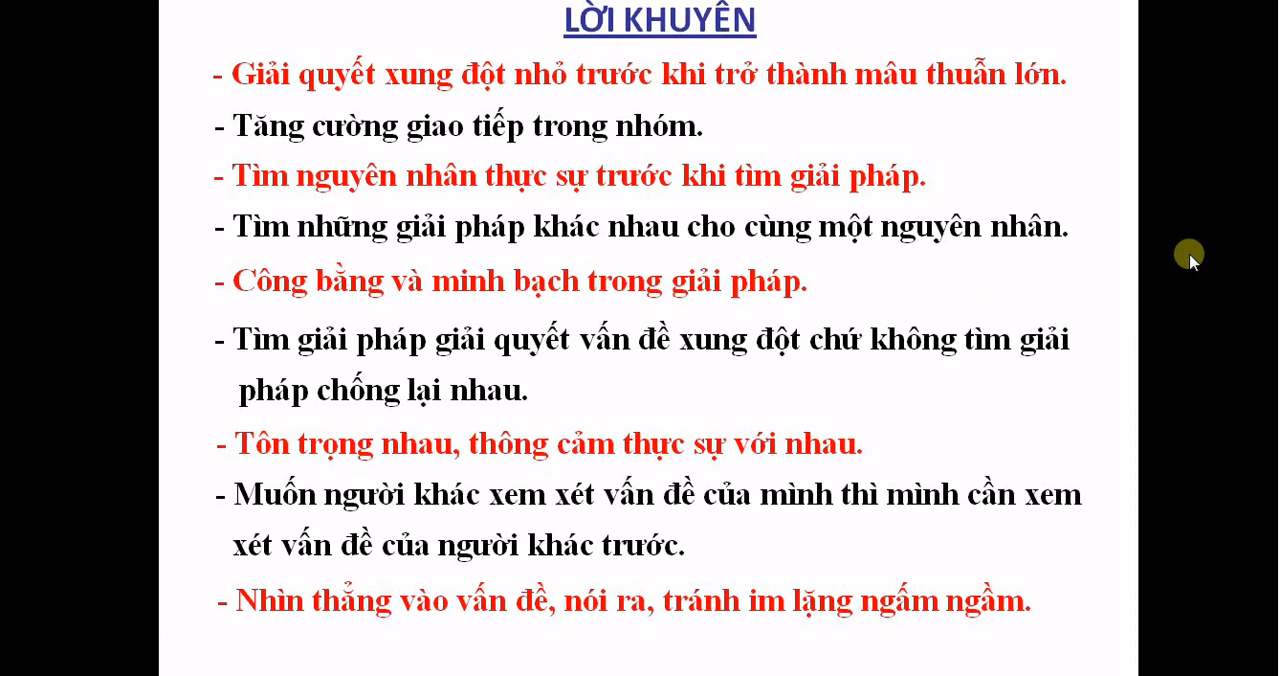 LỜI KHUYÊN
- Giải quyết xung đột nhỏ trước khi trở thành mâu thuẫn lớn.
- Tăng cường giao tiếp trong nhóm.
- Tìm nguyên nhân thực sự trước khi tìm giải pháp.
- Tìm những giải pháp khác nhau cho cùng một nguyên nhân.
- Công bằng và minh bạch trong giải pháp.
- Tìm giải pháp giải quyết vấn đề xung đột chứ không tìm giải
pháp chống lại nhau.
- Tôn trọng nhau, thông cảm thực sự với nhau.
- Muốn người khác xem xét vấn đề của mình thì mình cần xem
xét vấn đề của người khác trước.
- Nhìn thẳng vào vấn đề, nói ra, tránh im lặng ngấm ngầm.